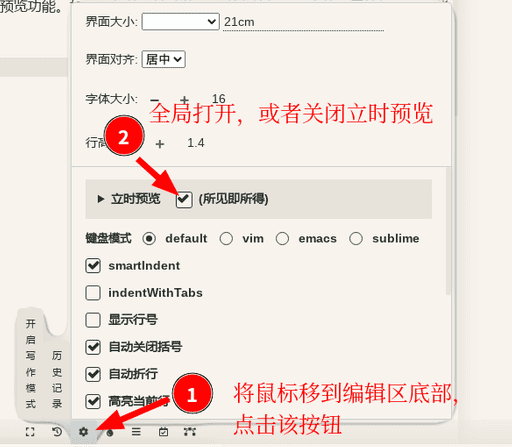 预览功能。
界面大小: 21cm
界面对齐: 居中
字体大小: − + 16
全局打开，或者关闭立时预览
2
行高 + 1.4
▶ 立时预览 (所见即所得)
键盘模式 default vim emacs sublime
smartIndent
indentWithTabs
显示行号
自动关闭括号
自动折行
高亮当前行
开启写作模式
历史记录
1
将鼠标移到编辑区底部，
点击该按钮